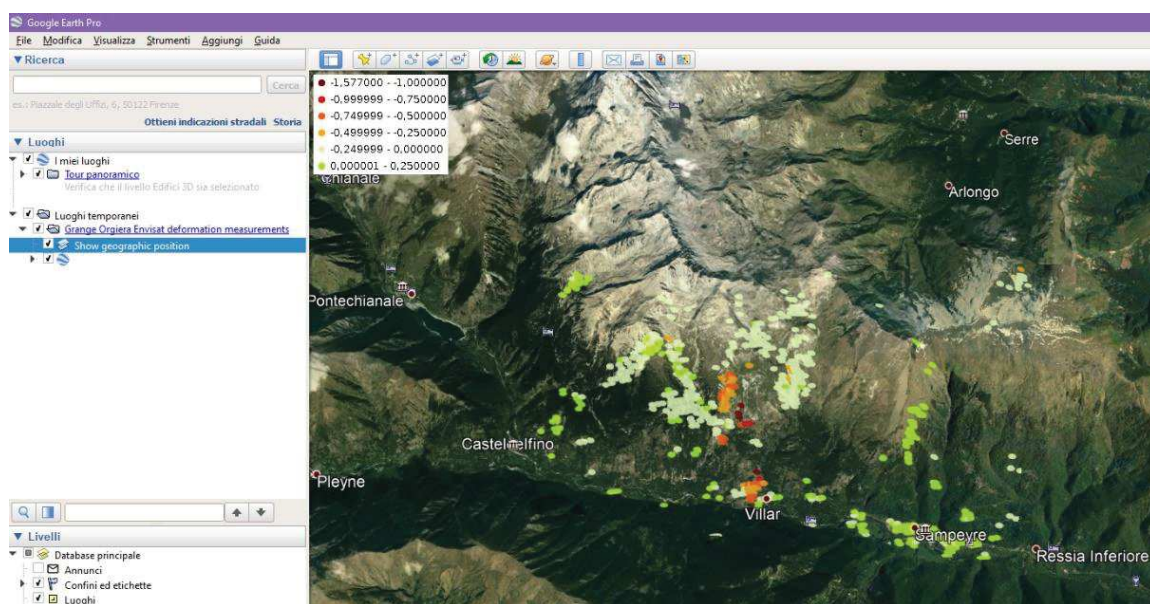 Google Earth Pro
File Modifica Visualizza Strumenti Aggiungi Guida
Ricerca
Cerca
es.: Piazzale degli Uffizi, 6, 50122 Firenze
Ottieni indicazioni stradali Storia
Luoghi
I miei luoghi
Tour panoramico
Verifica che il livello Edifici 3D sia selezionato
Luoghi temporanei
Grange Orgiera Envisat deformation measurements
Show geographic position
Livelli
Database principale
Annunci
Confini ed etichette
Luoghi
-1,577000 - -1,000000
-0,999999 - -0,750000
-0,749999 - -0,500000
-0,499999 - -0,250000
-0,249999 - 0,000000
0,000001 - 0,250000
Chianale
Serre
Arlongo
Pontechianale
Casteldelfino
Pleyne
Villar
Sampeyre
Ressia Inferiore